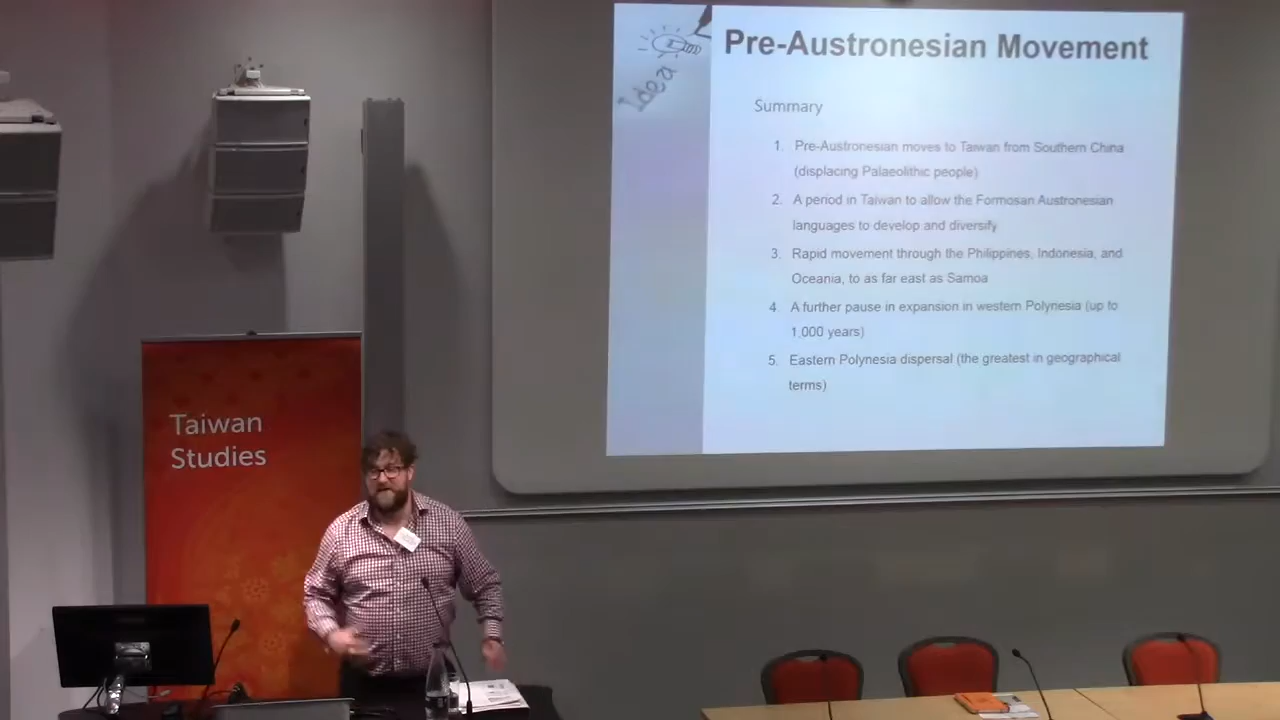 Idea
Pre-Austronesian Movement
Summary
1. Pre-Austronesian moves to Taiwan from Southern China
(displacing Palaeolithic people)
2. A period in Taiwan to allow the Formosan Austronesian
languages to develop and diversify
3. Rapid movement through the Philippines, Indonesia, and
Oceania, to as far east as Samoa
4. A further pause in expansion in western Polynesia (up to
1,000 years)
5. Eastern Polynesia dispersal (the greatest in geographical
terms)
Taiwan
Studies